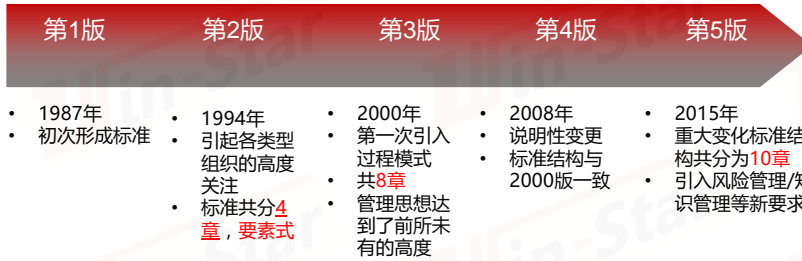 第1版
第2版
第3版
第4版
第5版
• 1987年
• 初次形成标准
• 1994年
• 引起各类型
组织的高度
关注
• 标准共分4
章，要素式
• 2000年
• 第一次引入
过程模式
• 共8章
• 管理思想达
到了前所未
有的高度
• 2008年
• 说明性变更
• 标准结构与
2000版一致
• 2015年
• 重大变化标准结
构共分为10章
• 引入风险管理/知
识管理等新要求
Win-Star